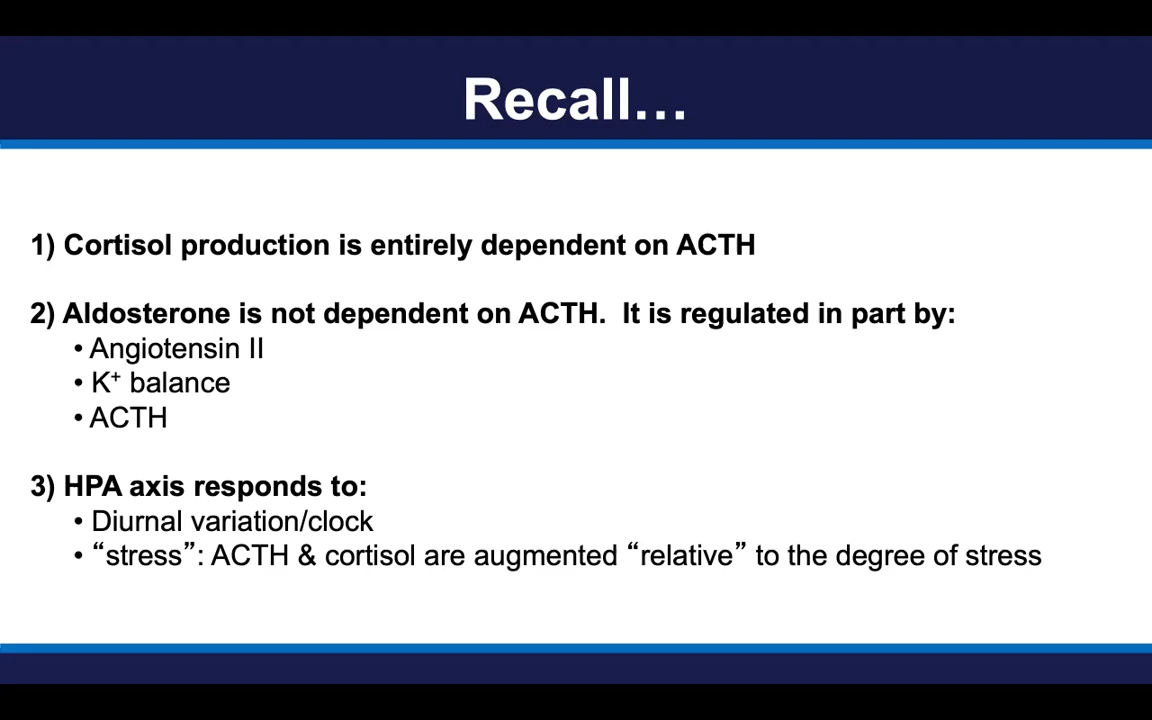 Recall…
1) Cortisol production is entirely dependent on ACTH
2) Aldosterone is not dependent on ACTH.  It is regulated in part by:
• Angiotensin II
• K⁺ balance
• ACTH
3) HPA axis responds to:
• Diurnal variation/clock
• “stress”: ACTH & cortisol are augmented “relative” to the degree of stress